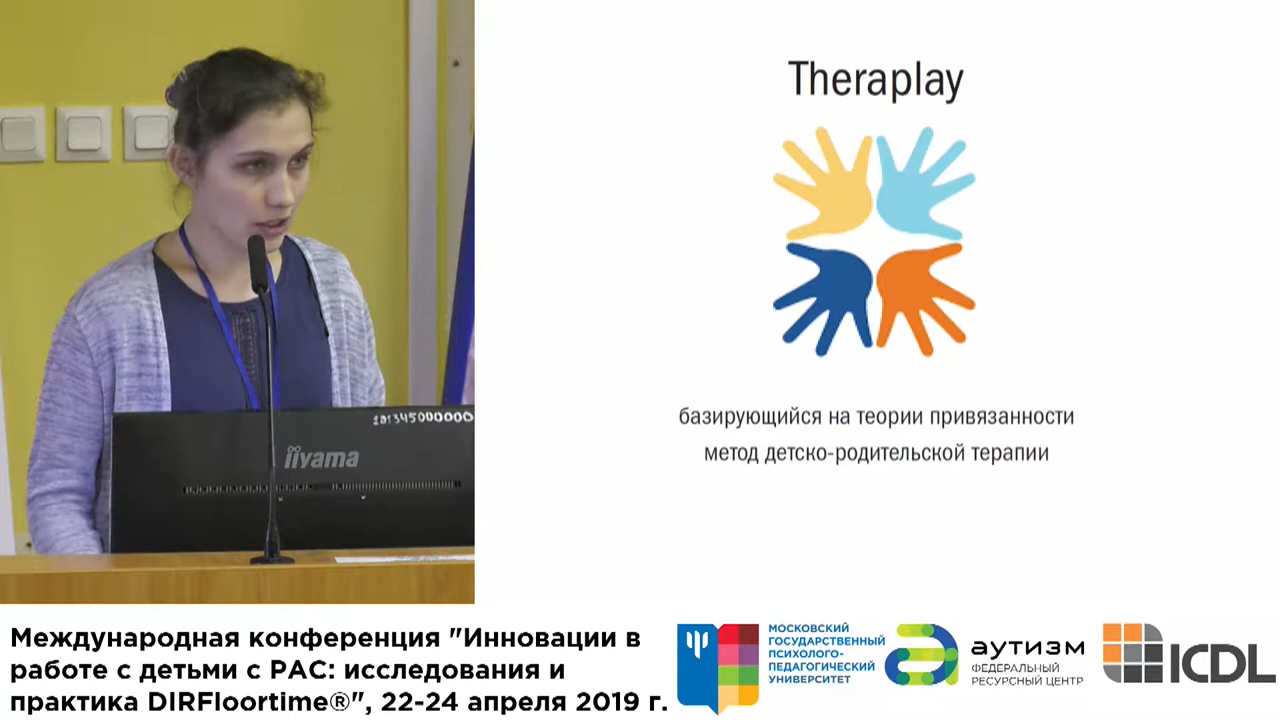 Theraplay
базирующийся на теории привязанности
метод детско-родительской терапии
201345000000
iiyama
Международная конференция "Инновации в
работе с детьми с РАС: исследования и
практика DIRFloortime®", 22-24 апреля 2019 г.
МОСКОВСКИЙ
ГОСУДАРСТВЕННЫЙ
ПСИХОЛОГО-
ПЕДАГОГИЧЕСКИЙ
УНИВЕРСИТЕТ
аутизм
ФЕДЕРАЛЬНЫЙ
РЕСУРСНЫЙ ЦЕНТР
ICDL